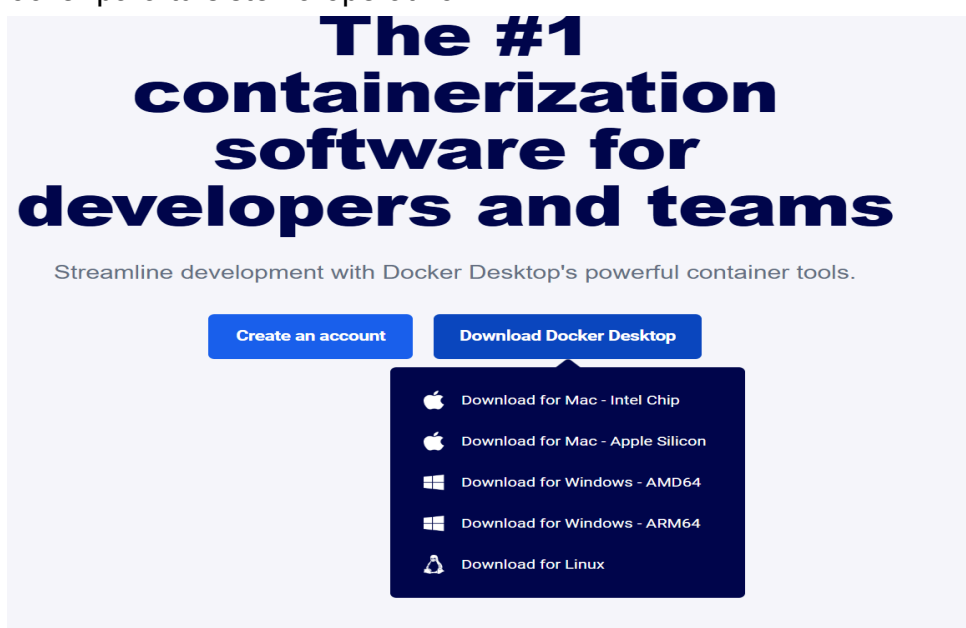 The #1
containerization
software for
developers and teams
Streamline development with Docker Desktop's powerful container tools.
Create an account
Download Docker Desktop
Download for Mac - Intel Chip
Download for Mac - Apple Silicon
Download for Windows - AMD64
Download for Windows - ARM64
Download for Linux